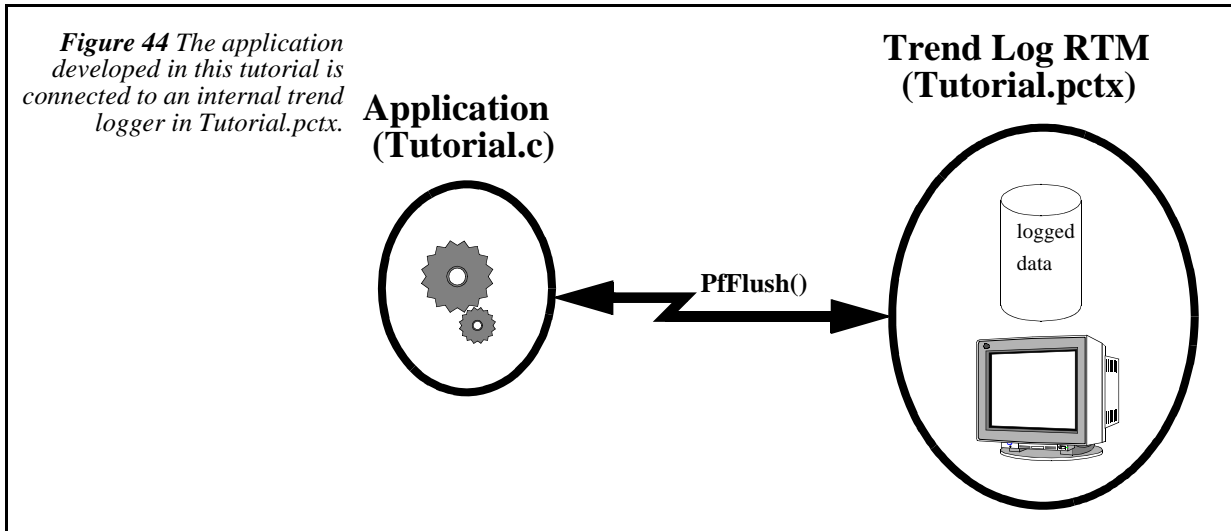 Figure 44 The application
developed in this tutorial is
connected to an internal trend
logger in Tutorial.pctx.
Application
(Tutorial.c)
Trend Log RTM
(Tutorial.pctx)
logged
data
PfFlush()